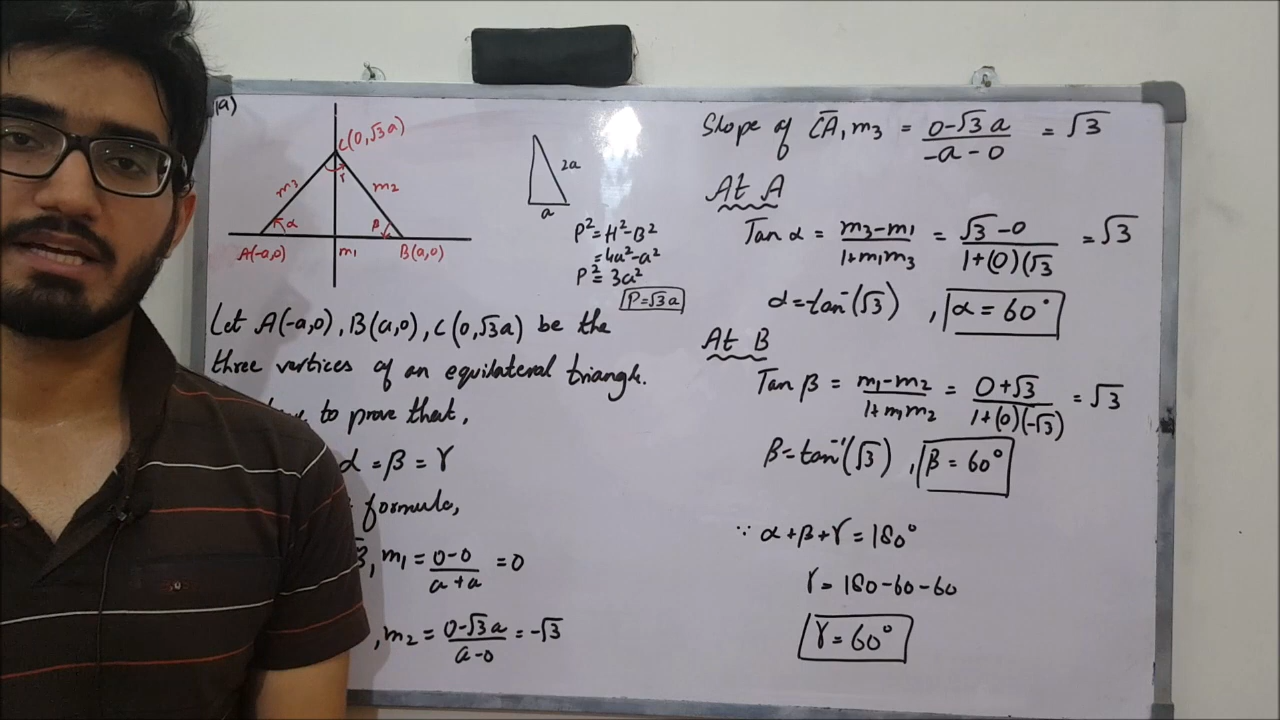 a)
C(0,√3a)
m3
r
m2
α
β
A(-a,0)
m1
B(a,0)
2a
a
P² = H²-B²
= 4a²-a²
P² = 3a²
P=√3a
Let A(-a,0), B(a,0), C(0,√3a) be the
three vertices of an equilateral triangle.
to prove that,
α = β = γ
formula,
, m1 = 0-0/a+a = 0
, m2 = 0-√3a/a-0 = -√3
Slope of CA, m3 = 0-√3a/-a-0 = √3
At A
Tan α = m3-m1/1+m1m3 = √3-0/1+(0)(√3 = √3
α=tan⁻(√3) , α = 60°
At B
Tan β = m1-m2/1+m1m2 = 0+√3/1+(0)(-√3) = √3
β=tan⁻¹(√3) , β = 60°
∵ α+β+γ = 180°
γ = 180-60-60
γ = 60°